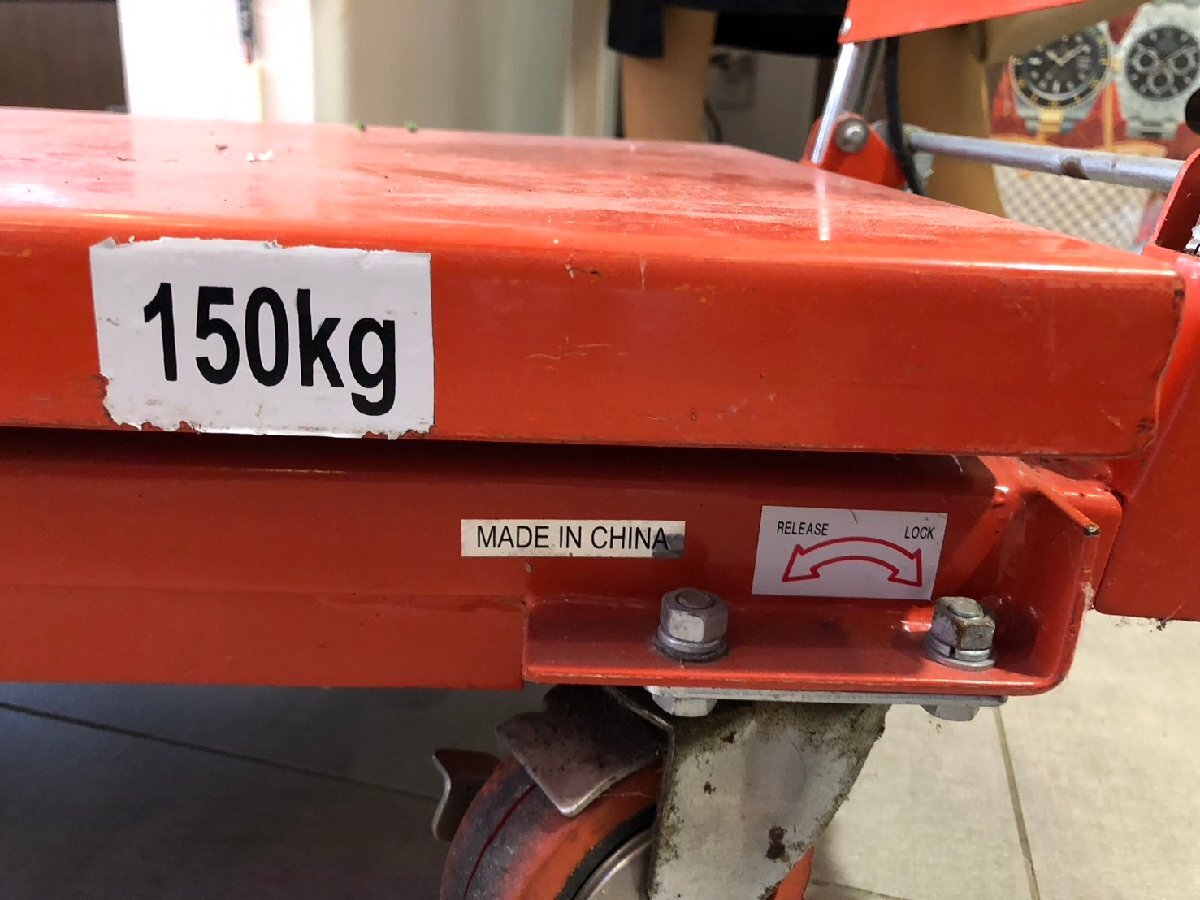 150kg
MADE IN CHINA
RELEASE LOCK